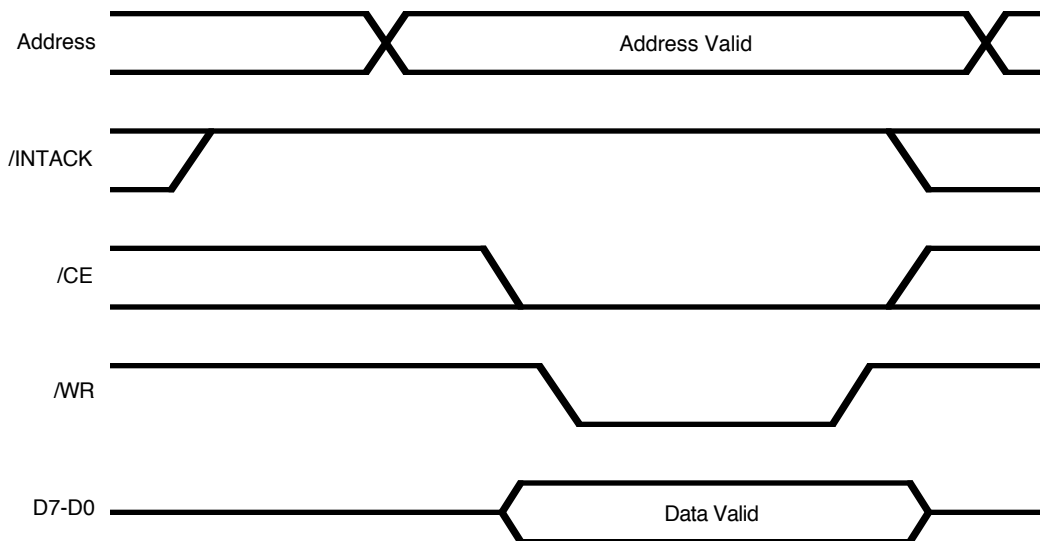 Address
Address Valid
/INTACK
/CE
/WR
D7-D0
Data Valid